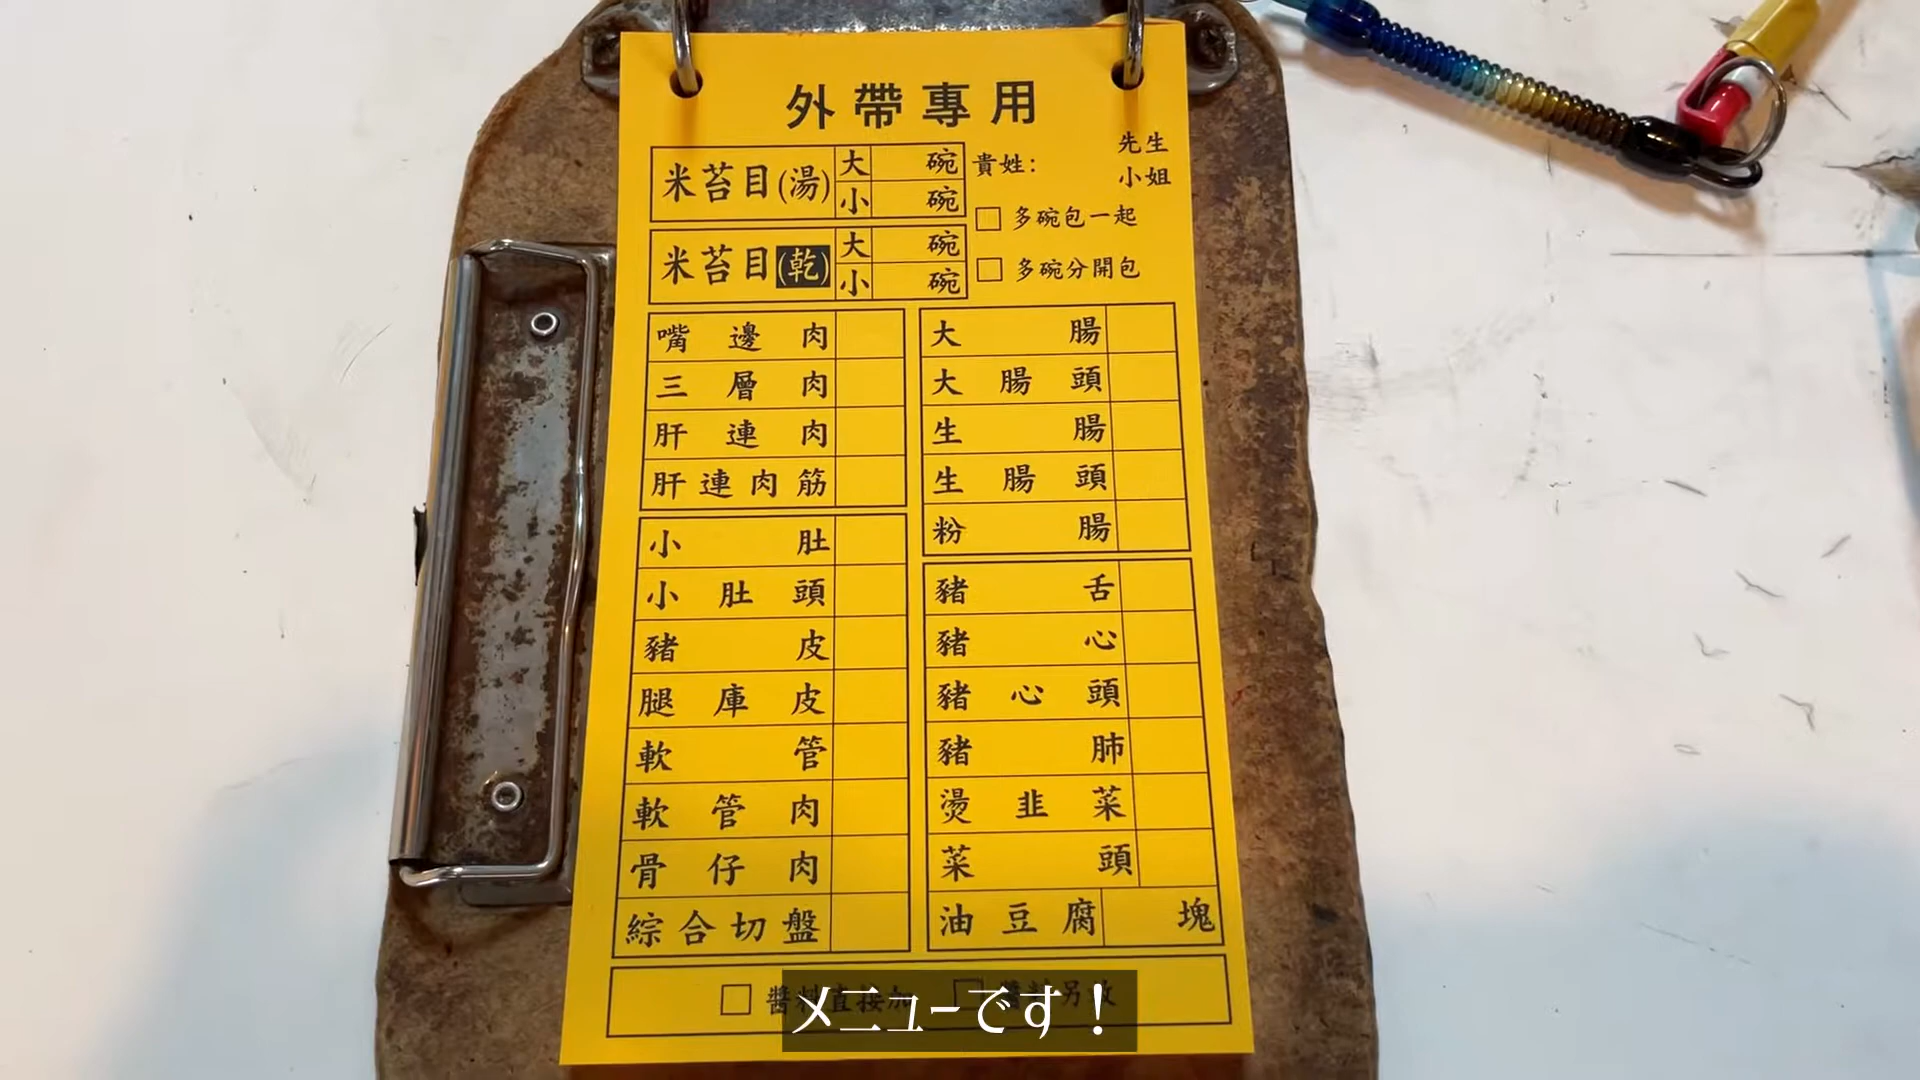 外帶專用
米苔目(湯) 大 碗
小 碗
貴姓: 先生
小姐
多碗包一起
多碗分開包
米苔目(乾) 大 碗
小 碗
嘴邊肉
三層肉
肝連肉
肝連肉筋
小肚
小肚頭
豬皮
腿庫皮
軟管
軟管肉
骨仔肉
綜合切盤
大腸
大腸頭
生腸
生腸頭
粉腸
豬舌
豬心
豬心頭
豬肺
燙韭菜
菜頭
油豆腐 塊
醬料直接加
メニューです!